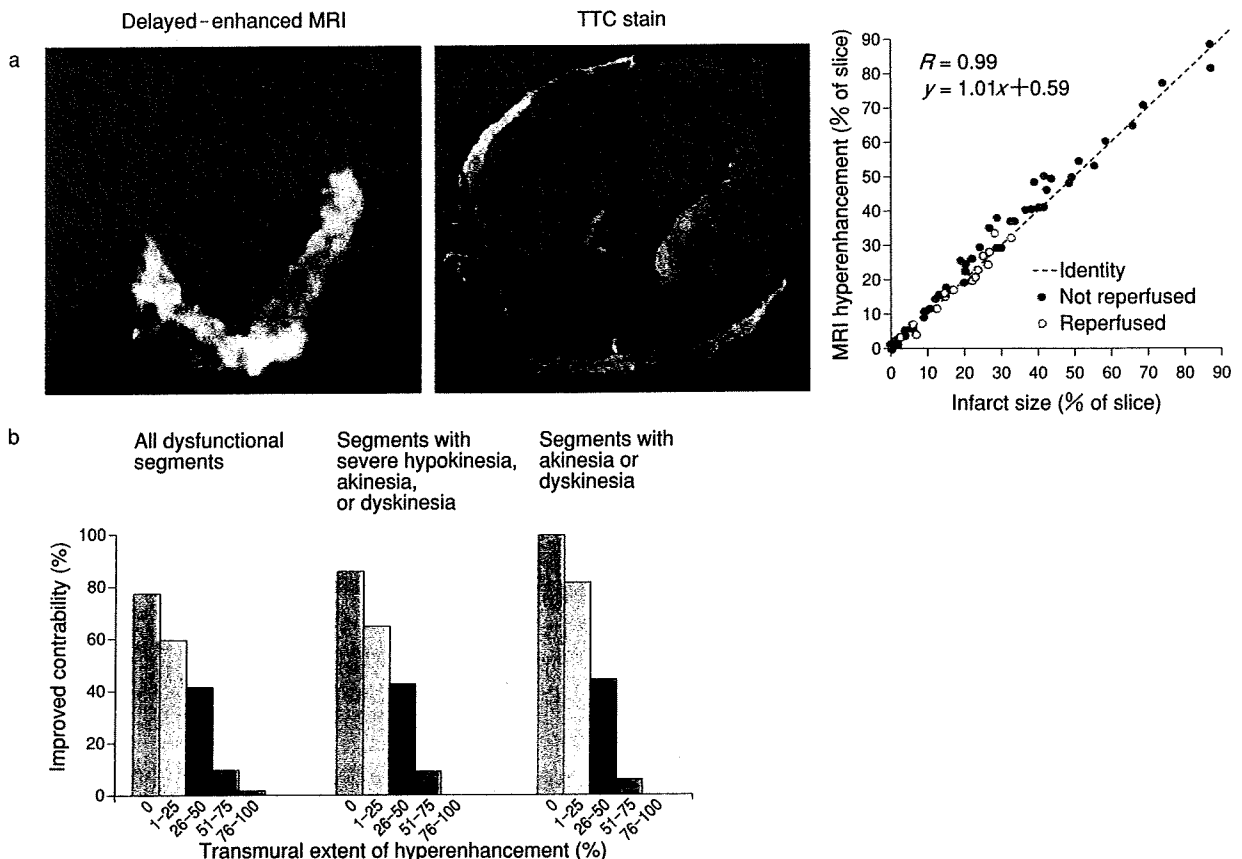 Delayed-enhanced MRI
TTC stain
a
R = 0.99
y = 1.01x+0.59
MRI hyperenhancement (% of slice)
90
80
70
60
50
40
30
20
10
0
Identity
Not reperfused
Reperfused
0 10 20 30 40 50 60 70 80 90
Infarct size (% of slice)
b
All dysfunctional
segments
Segments with
severe hypokinesia,
akinesia,
or dyskinesia
Segments with
akinesia or
dyskinesia
Improved contrability (%)
100
80
60
40
20
0
0 1-25 26-50 51-75 76-100
0 1-25 26-50 51-75 76-100
0 1-25 26-50 51-75 76-100
Transmural extent of hyperenhancement (%)